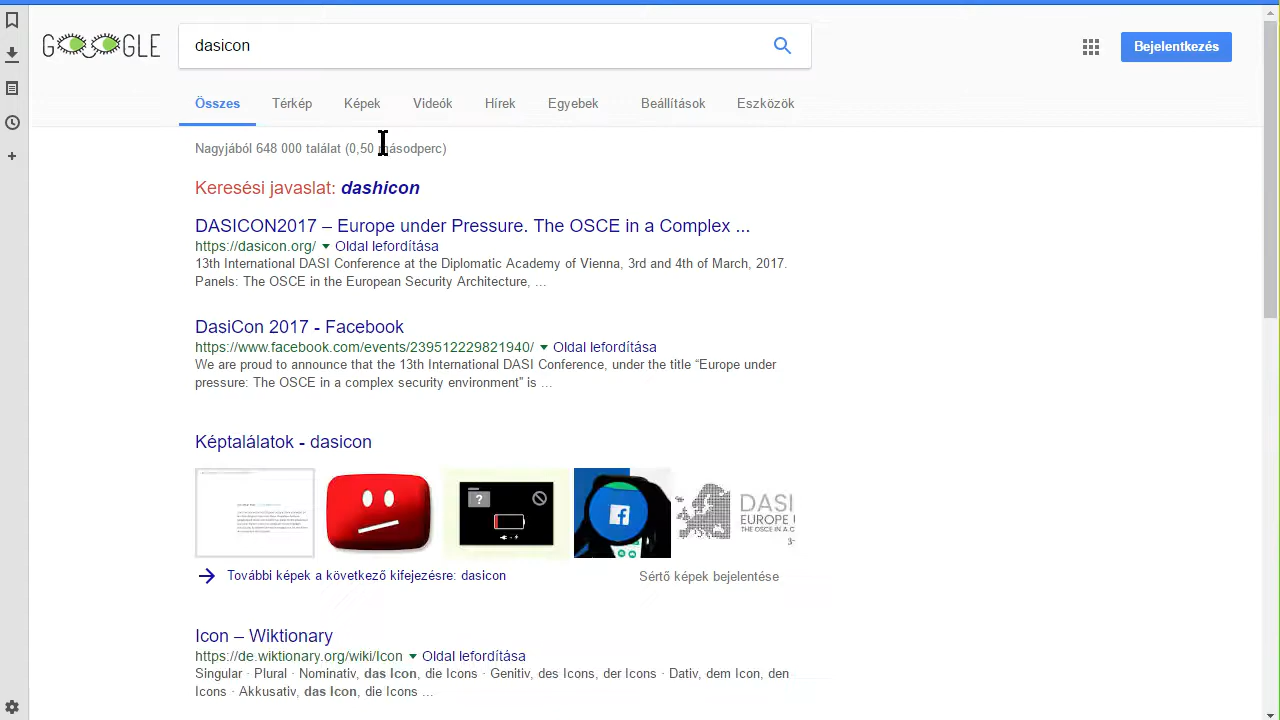 GOOGLE
dasicon
Bejelentkezés
Összes Térkép Képek Videók Hírek Egyebek Beállítások Eszközök
Nagyjából 648 000 találat (0,50 másodperc)
Keresési javaslat: dashicon
DASICON2017 – Europe under Pressure. The OSCE in a Complex ...
https://dasicon.org/ Oldal lefordítása
13th International DASI Conference at the Diplomatic Academy of Vienna, 3rd and 4th of March, 2017.
Panels: The OSCE in the European Security Architecture, ...
DasiCon 2017 - Facebook
https://www.facebook.com/events/239512229821940/ Oldal lefordítása
We are proud to announce that the 13th International DASI Conference, under the title “Europe under
pressure: The OSCE in a complex security environment” is ...
Képtalálatok - dasicon
?
f
DASI
EUROPE
THE OSCE IN A C
3-
További képek a következő kifejezésre: dasicon
Sértő képek bejelentése
Icon – Wiktionary
https://de.wiktionary.org/wiki/Icon Oldal lefordítása
Singular · Plural · Nominativ, das Icon, die Icons · Genitiv, des Icons, der Icons · Dativ, dem Icon, den
Icons · Akkusativ, das Icon, die Icons ...